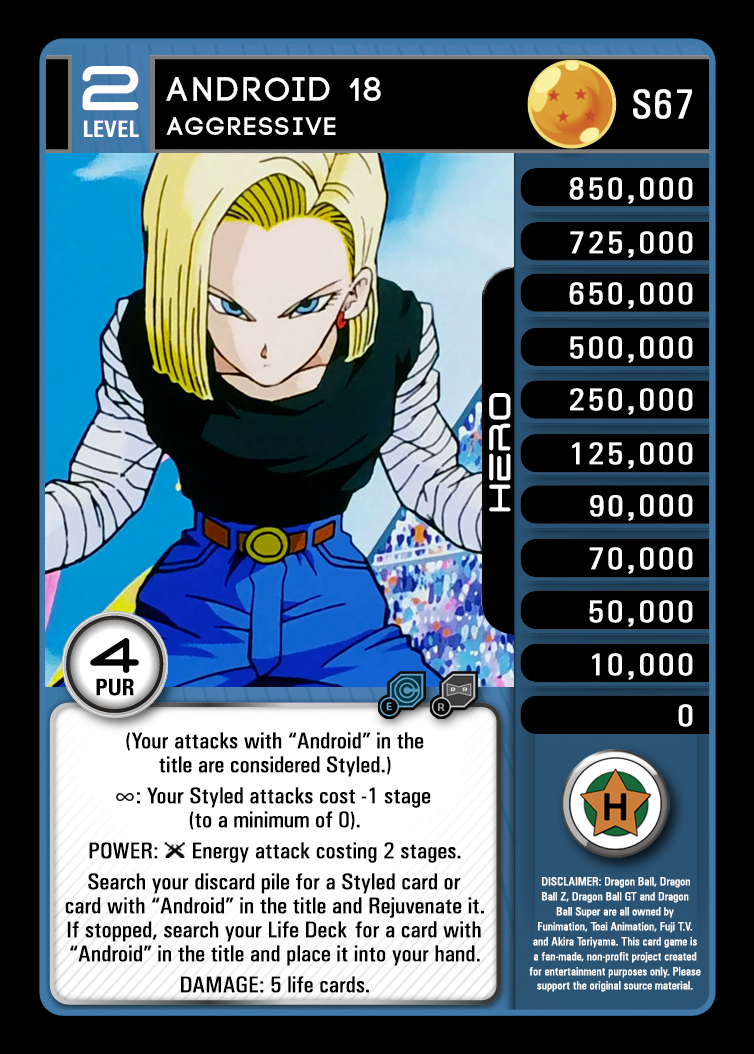 2
LEVEL
ANDROID 18
AGGRESSIVE
S67
850,000
725,000
650,000
500,000
250,000
125,000
90,000
70,000
50,000
10,000
0
HERO
4
PUR
E
R
R R
(Your attacks with “Android” in the
title are considered Styled.)
∞: Your Styled attacks cost -1 stage
(to a minimum of 0).
POWER: Energy attack costing 2 stages.
Search your discard pile for a Styled card or
card with “Android” in the title and Rejuvenate it.
If stopped, search your Life Deck for a card with
“Android” in the title and place it into your hand.
DAMAGE: 5 life cards.
H
DISCLAIMER: Dragon Ball, Dragon
Ball Z, Dragon Ball GT and Dragon
Ball Super are all owned by
Funimation, Toei Animation, Fuji T.V.
and Akira Toriyama. This card game is
a fan-made, non-profit project created
for entertainment purposes only. Please
support the original source material.